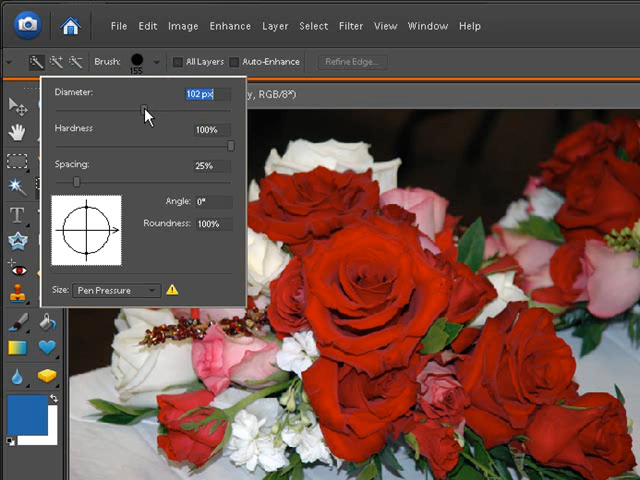 File Edit Image Enhance Layer Select Filter View Window Help
Brush: 155 All Layers Auto-Enhance Refine Edge...
y, RGB/8*)
Diameter: 102 px
Hardness 100%
Spacing: 25%
Angle: 0°
Roundness: 100%
Size: Pen Pressure
T